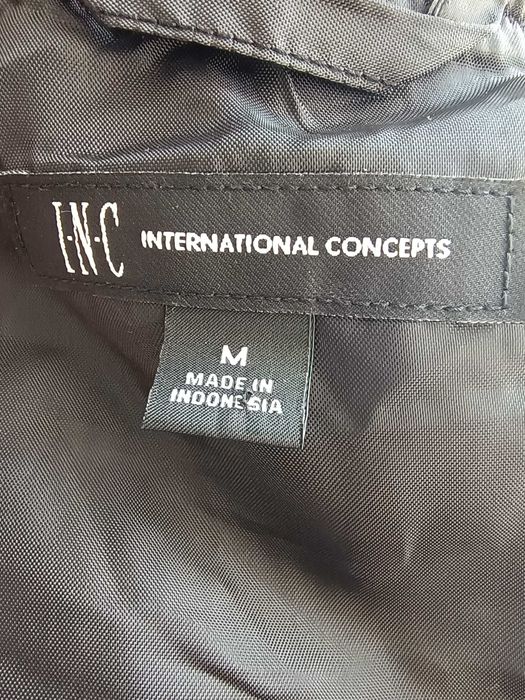 I·N·C INTERNATIONAL CONCEPTS
M
MADE IN
INDONESIA